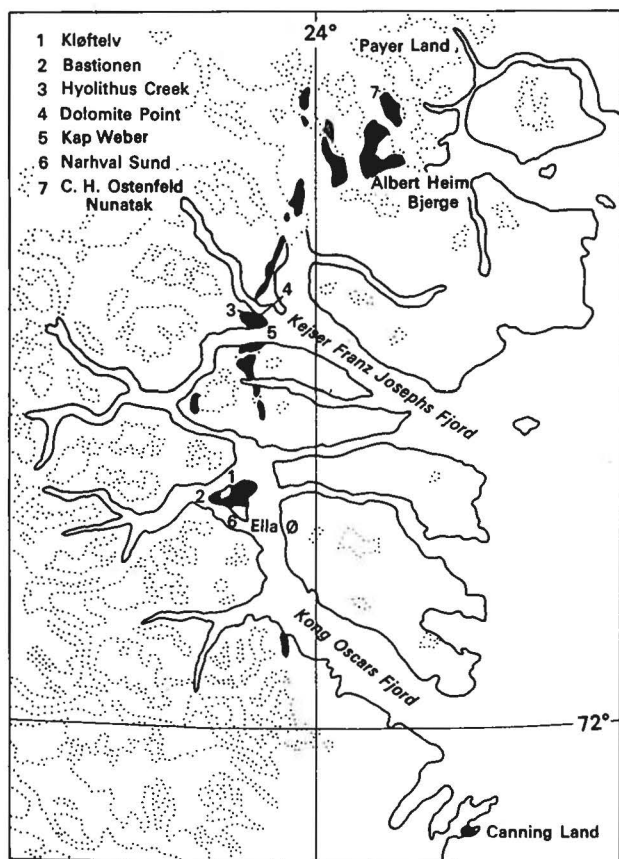 1 Kløftelv
2 Bastionen
3 Hyolithus Creek
4 Dolomite Point
5 Kap Weber
6 Narhval Sund
7 C. H. Ostenfeld
Nunatak
24°
Payer Land
7
Albert Heim
Bjerge
4
3
5
Kejser Franz Josephs Fjord
1
2
6
Ella Ø
Kong Oscars Fjord
72°
Canning Land